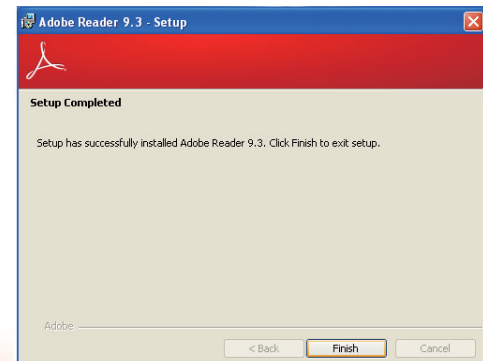 Adobe Reader 9.3 - Setup
Setup Completed
Setup has successfully installed Adobe Reader 9.3. Click Finish to exit setup.
Adobe
< Back Finish Cancel